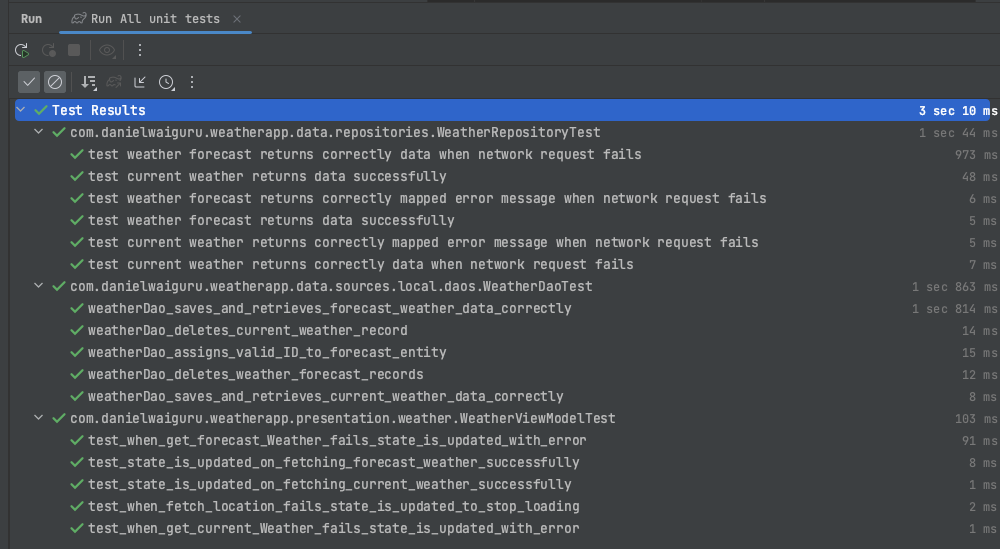 Run Run All unit tests
Test Results 3 sec 10 ms
com.danielwaiguru.weatherapp.data.repositories.WeatherRepositoryTest 1 sec 44 ms
test weather forecast returns correctly data when network request fails 973 ms
test current weather returns data successfully 48 ms
test weather forecast returns correctly mapped error message when network request fails 6 ms
test weather forecast returns data successfully 5 ms
test current weather returns correctly mapped error message when network request fails 5 ms
test current weather returns correctly data when network request fails 7 ms
com.danielwaiguru.weatherapp.data.sources.local.daos.WeatherDaoTest 1 sec 863 ms
weatherDao_saves_and_retrieves_forecast_weather_data_correctly 1 sec 814 ms
weatherDao_deletes_current_weather_record 14 ms
weatherDao_assigns_valid_ID_to_forecast_entity 15 ms
weatherDao_deletes_weather_forecast_records 12 ms
weatherDao_saves_and_retrieves_current_weather_data_correctly 8 ms
com.danielwaiguru.weatherapp.presentation.weather.WeatherViewModelTest 103 ms
test_when_get_forecast_Weather_fails_state_is_updated_with_error 91 ms
test_state_is_updated_on_fetching_forecast_weather_successfully 8 ms
test_state_is_updated_on_fetching_current_weather_successfully 1 ms
test_when_fetch_location_fails_state_is_updated_to_stop_loading 2 ms
test_when_get_current_Weather_fails_state_is_updated_with_error 1 ms